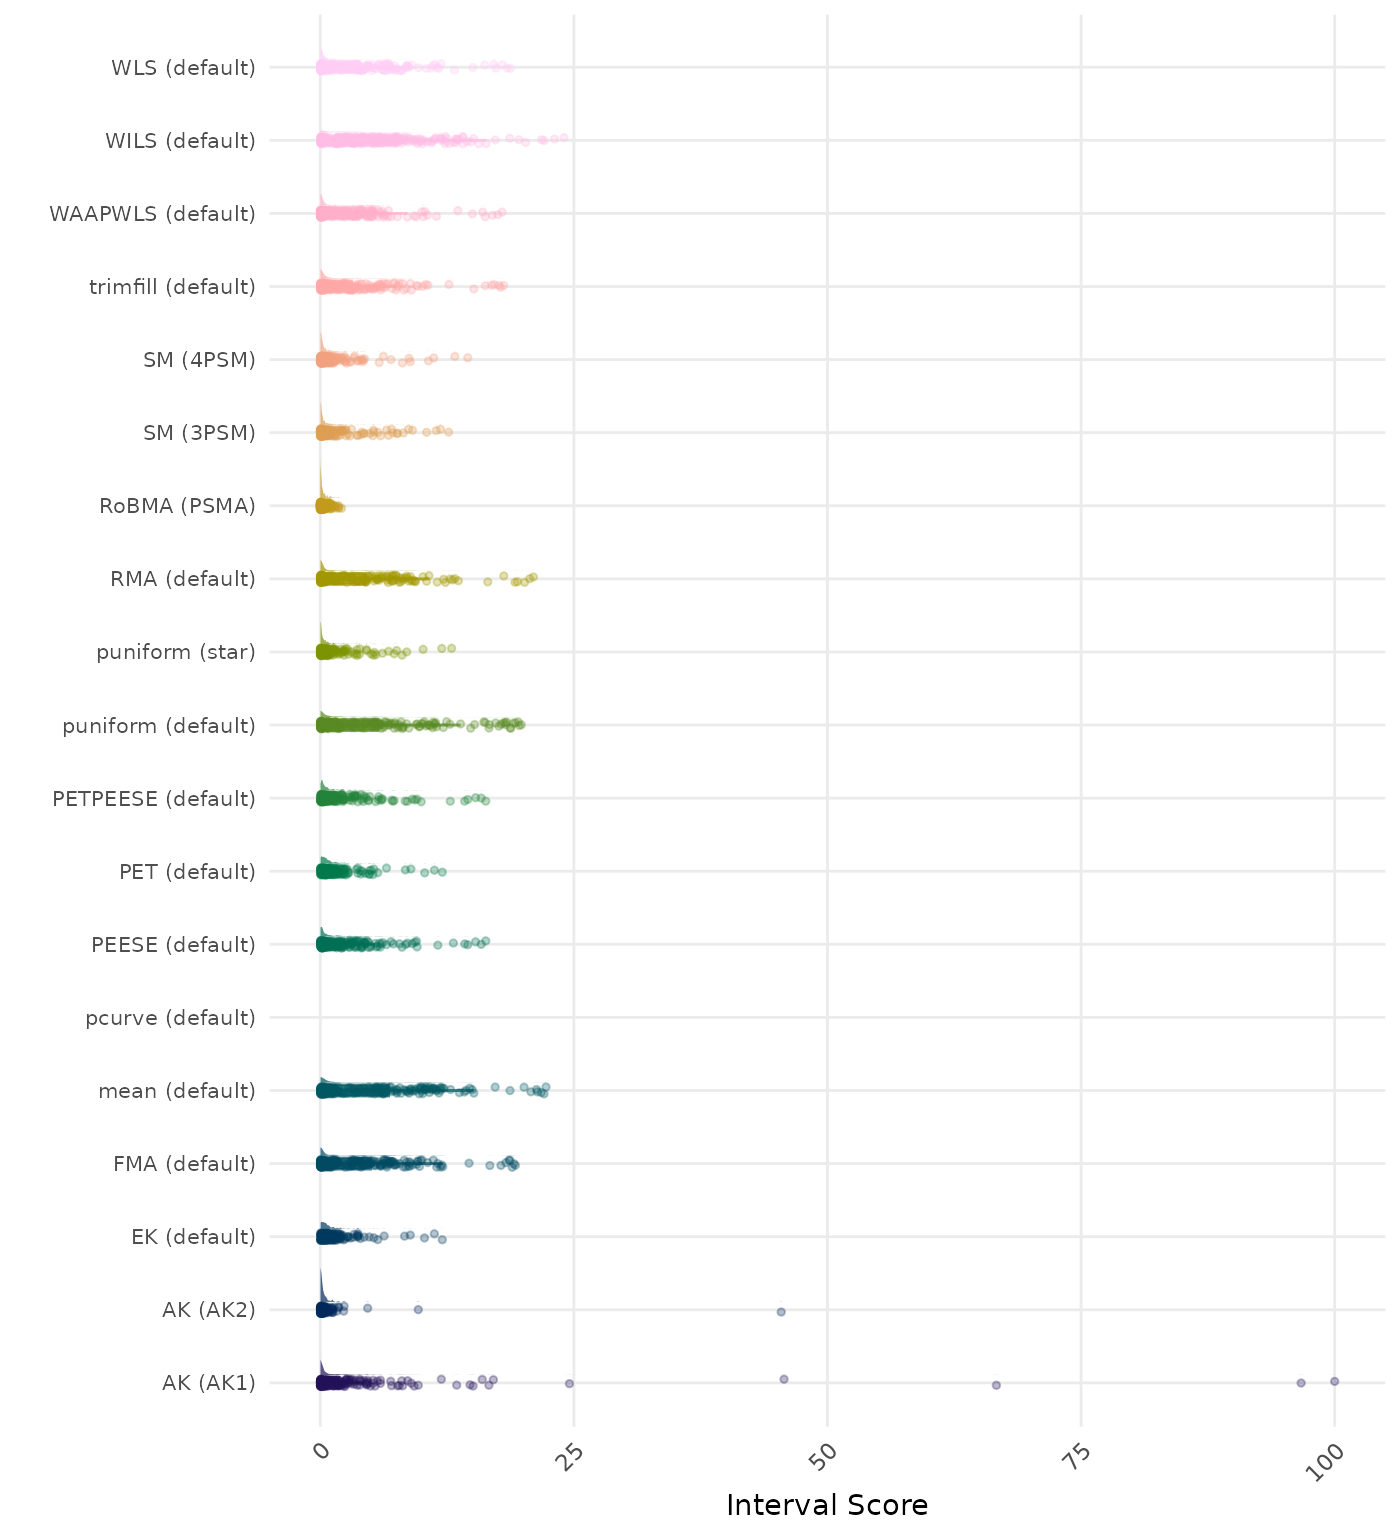 WLS (default)
WILS (default)
WAAPWLS (default)
trimfill (default)
SM (4PSM)
SM (3PSM)
RoBMA (PSMA)
RMA (default)
puniform (star)
puniform (default)
PETPEESE (default)
PET (default)
PEESE (default)
pcurve (default)
mean (default)
FMA (default)
EK (default)
AK (AK2)
AK (AK1)
0 25 50 75 100
Interval Score